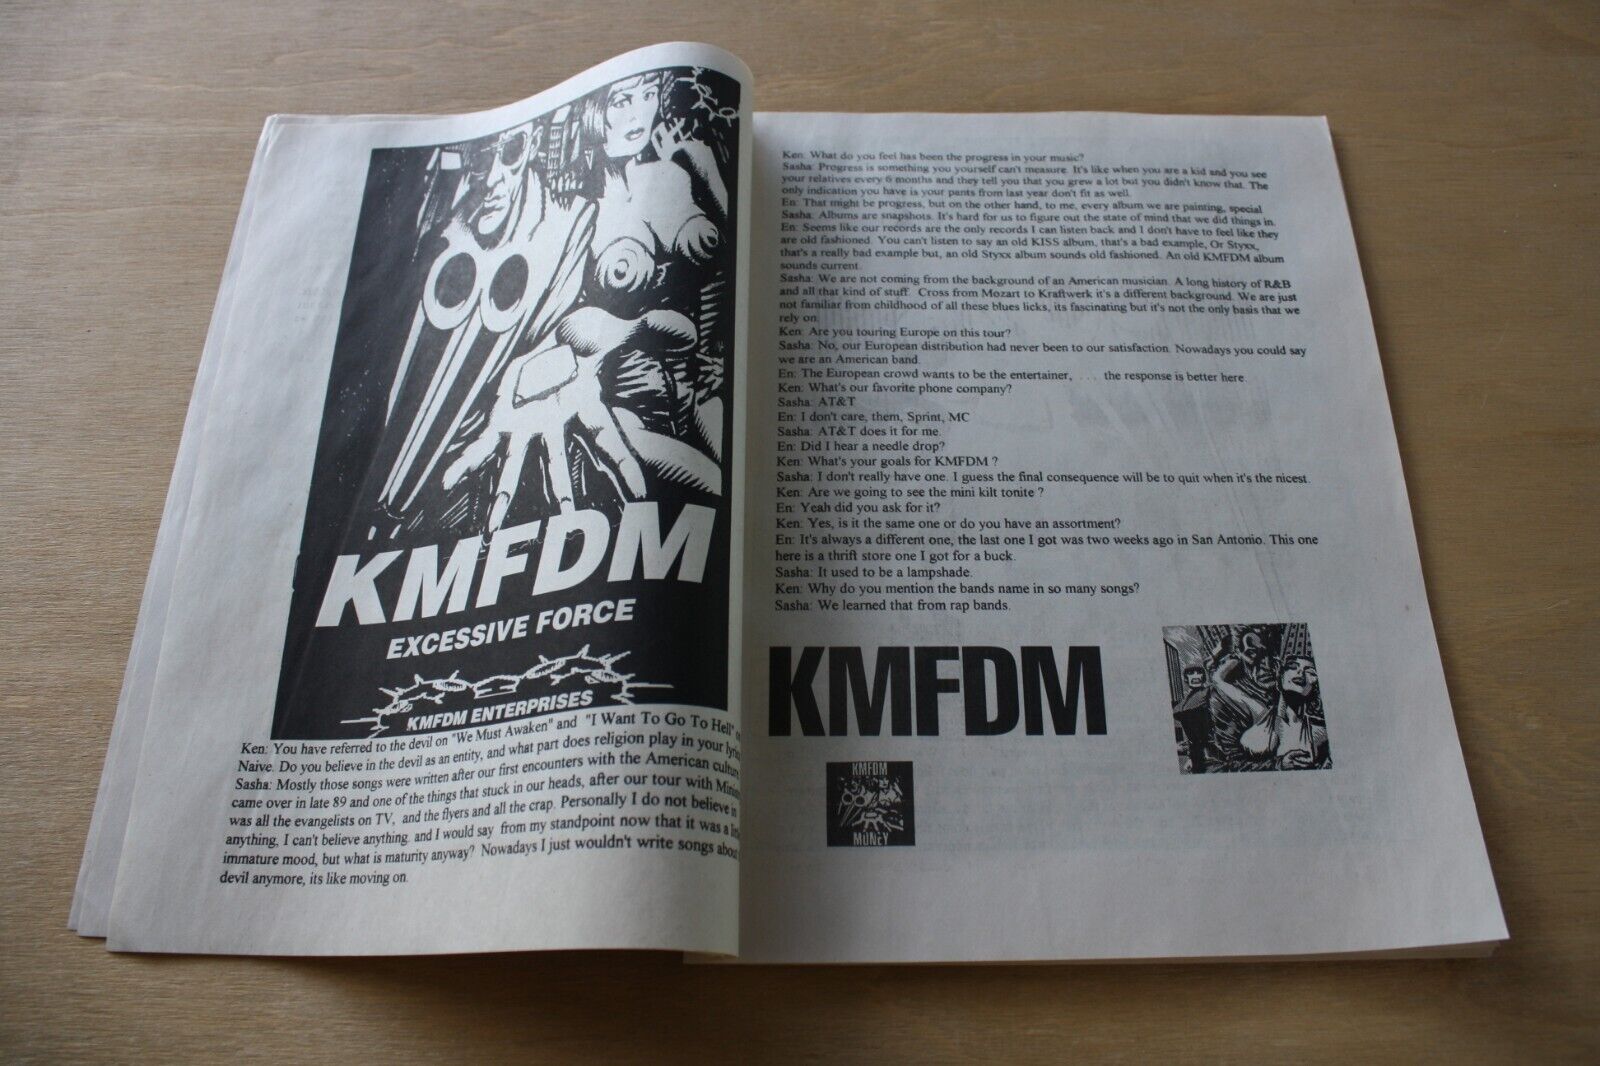 KMFDM
EXCESSIVE FORCE
KMFDM ENTERPRISES
Ken: You have referred to the devil on "We Must Awaken" and "I Want To Go To Hell"
Naive. Do you believe in the devil as an entity, and what part does religion play in your
Sasha: Mostly those songs were written after our first encounters with the American
came over in late 89 and one of the things that stuck in our heads, after our tour with
was all the evangelists on TV, and the flyers and all the crap. Personally I do not believe in
anything, I can't believe anything. and I would say from my standpoint now that it was a
immature mood, but what is maturity anyway? Nowadays I just wouldn't write songs
devil anymore, its like moving on.
Ken: What do you feel has been the progress in your music?
Sasha: Progress is something you yourself can't measure. It's like when you are a kid and you see
your relatives every 6 months and they tell you that you grew a lot but you didn't know that. The
only indication you have is your pants from last year don't fit as well.
En: That might be progress, but on the other hand, to me, every album we are painting, special
Sasha: Albums are snapshots. It's hard for us to figure out the state of mind that we did things in.
En: Seems like our records are the only records I can listen back and I don't have to feel like they
are old fashioned. You can't listen to say an old KISS album, that's a bad example, Or Styxx,
that's a really bad example but, an old Styxx album sounds old fashioned. An old KMFDM album
sounds current.
Sasha: We are not coming from the background of an American musician. A long history of R&B
and all that kind of stuff. Cross from Mozart to Kraftwerk it's a different background. We are just
not familiar from childhood of all these blues licks, its fascinating but it's not the only basis that we
rely on.
Ken: Are you touring Europe on this tour?
Sasha: No, our European distribution had never been to our satisfaction. Nowadays you could say
we are an American band.
En: The European crowd wants to be the entertainer, . . . the response is better here.
Ken: What's our favorite phone company?
Sasha: AT&T
En: I don't care, them, Sprint, MC
Sasha: AT&T does it for me.
En: Did I hear a needle drop?
Ken: What's your goals for KMFDM ?
Sasha: I don't really have one. I guess the final consequence will be to quit when it's the nicest.
Ken: Are we going to see the mini kilt tonite ?
En: Yeah did you ask for it?
Ken: Yes, is it the same one or do you have an assortment?
En: It's always a different one, the last one I got was two weeks ago in San Antonio. This one
here is a thrift store one I got for a buck.
Sasha: It used to be a lampshade.
Ken: Why do you mention the bands name in so many songs?
Sasha: We learned that from rap bands.
KMFDM
KMFDM
MONEY